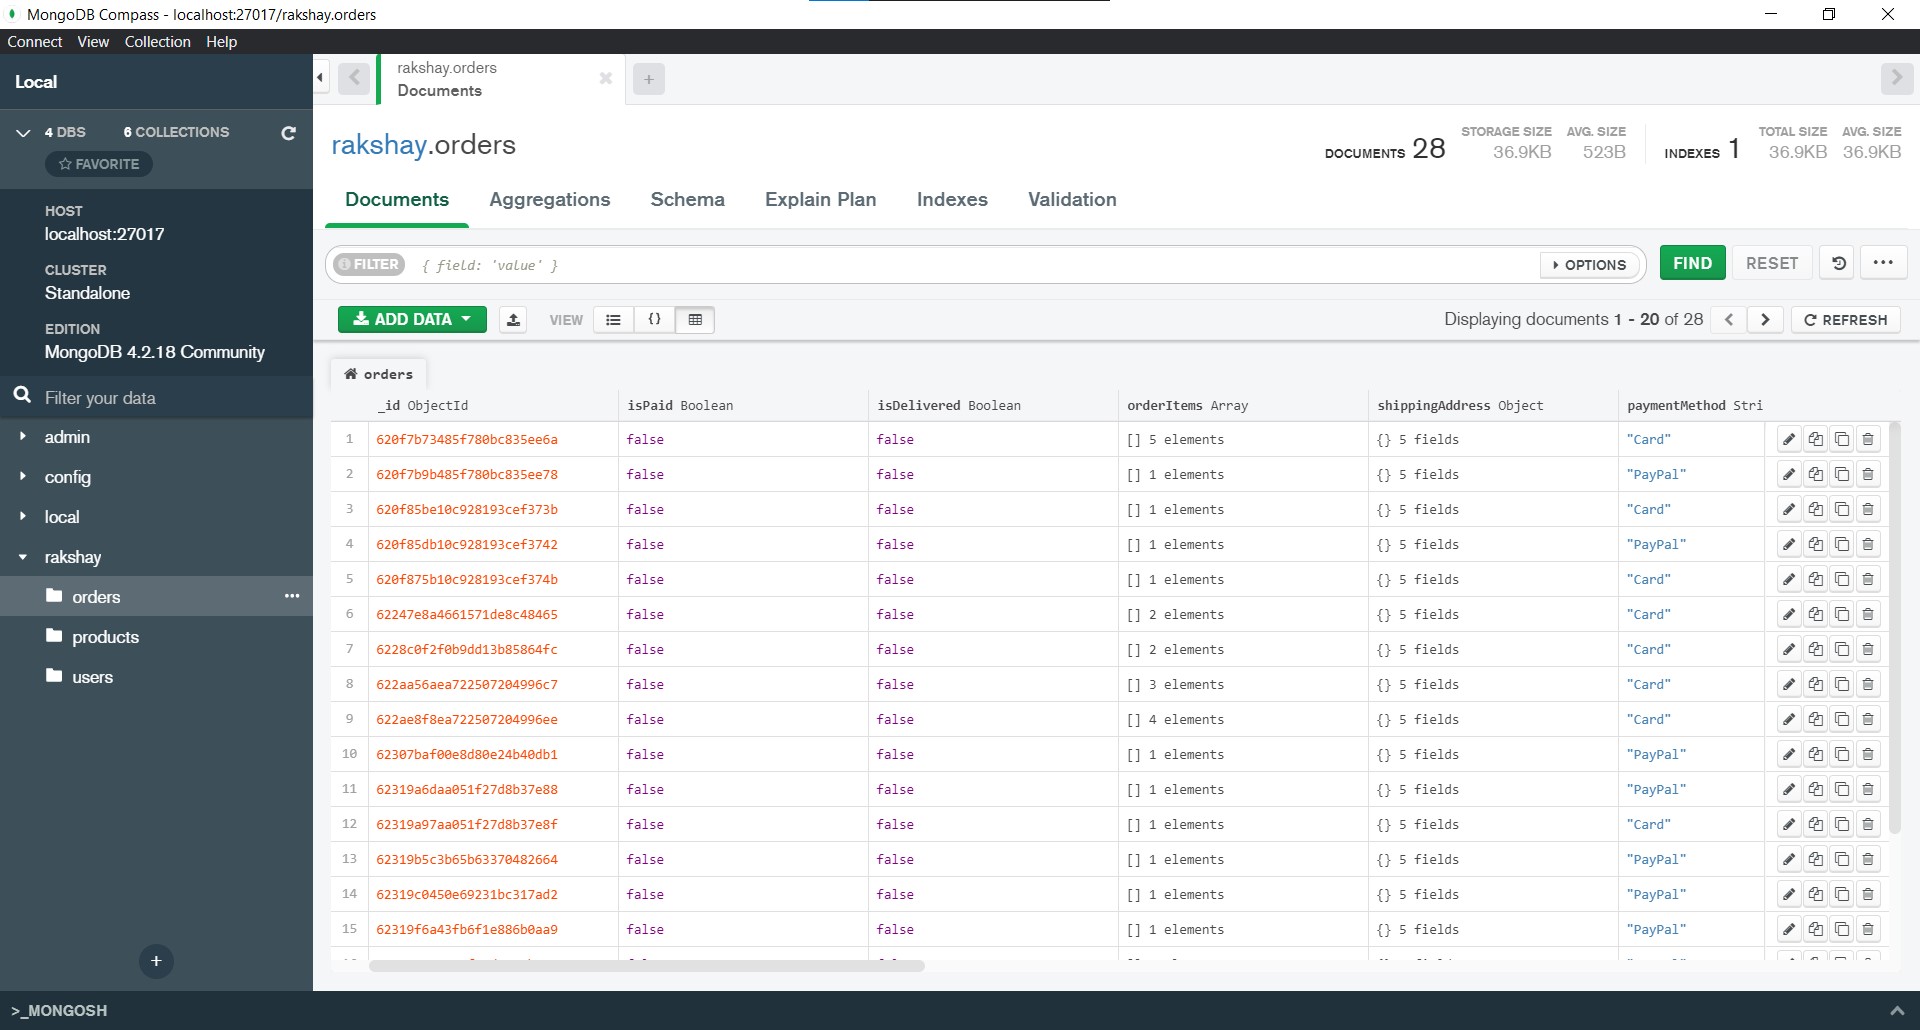 MongoDB Compass - localhost:27017/rakshay.orders
Connect View Collection Help
Local
4 DBS 6 COLLECTIONS
FAVORITE
HOST
localhost:27017
CLUSTER
Standalone
EDITION
MongoDB 4.2.18 Community
Filter your data
admin
config
local
rakshay
orders
products
users
rakshay.orders
Documents
rakshay.orders
DOCUMENTS 28 STORAGE SIZE 36.9KB AVG. SIZE 523B INDEXES 1 TOTAL SIZE 36.9KB AVG. SIZE 36.9KB
Documents Aggregations Schema Explain Plan Indexes Validation
FILTER { field: 'value' } OPTIONS FIND RESET
ADD DATA VIEW {} Displaying documents 1 - 20 of 28 REFRESH
orders
_id ObjectId isPaid Boolean isDelivered Boolean orderItems Array shippingAddress Object paymentMethod Stri
1 620f7b73485f780bc835ee6a false false [] 5 elements {} 5 fields "Card"
2 620f7b9b485f780bc835ee78 false false [] 1 elements {} 5 fields "PayPal"
3 620f85be10c928193cef373b false false [] 1 elements {} 5 fields "Card"
4 620f85db10c928193cef3742 false false [] 1 elements {} 5 fields "PayPal"
5 620f875b10c928193cef374b false false [] 1 elements {} 5 fields "Card"
6 62247e8a4661571de8c48465 false false [] 2 elements {} 5 fields "Card"
7 6228c0f2f0b9dd13b85864fc false false [] 2 elements {} 5 fields "Card"
8 622aa56aea722507204996c7 false false [] 3 elements {} 5 fields "Card"
9 622ae8f8ea722507204996ee false false [] 4 elements {} 5 fields "Card"
10 62307baf00e8d80e24b40db1 false false [] 1 elements {} 5 fields "PayPal"
11 62319a6daa051f27d8b37e88 false false [] 1 elements {} 5 fields "PayPal"
12 62319a97aa051f27d8b37e8f false false [] 1 elements {} 5 fields "Card"
13 62319b5c3b65b63370482664 false false [] 1 elements {} 5 fields "PayPal"
14 62319c0450e69231bc317ad2 false false [] 1 elements {} 5 fields "PayPal"
15 62319f6a43fb6f1e886b0aa9 false false [] 1 elements {} 5 fields "PayPal"
>_MONGOSH